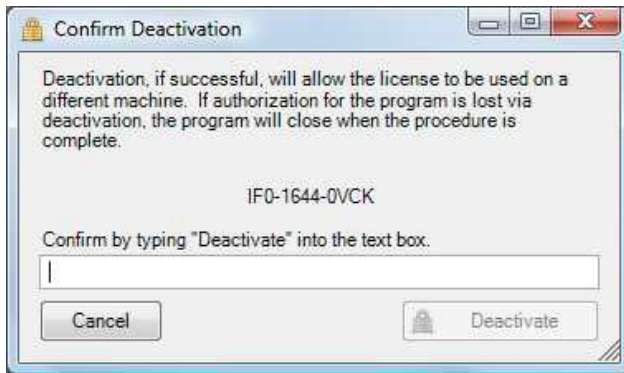 Confirm Deactivation
Deactivation, if successful, will allow the license to be used on a
different machine.  If authorization for the program is lost via
deactivation, the program will close when the procedure is
complete.
IF0-1644-0VCK
Confirm by typing "Deactivate" into the text box.
Cancel
Deactivate